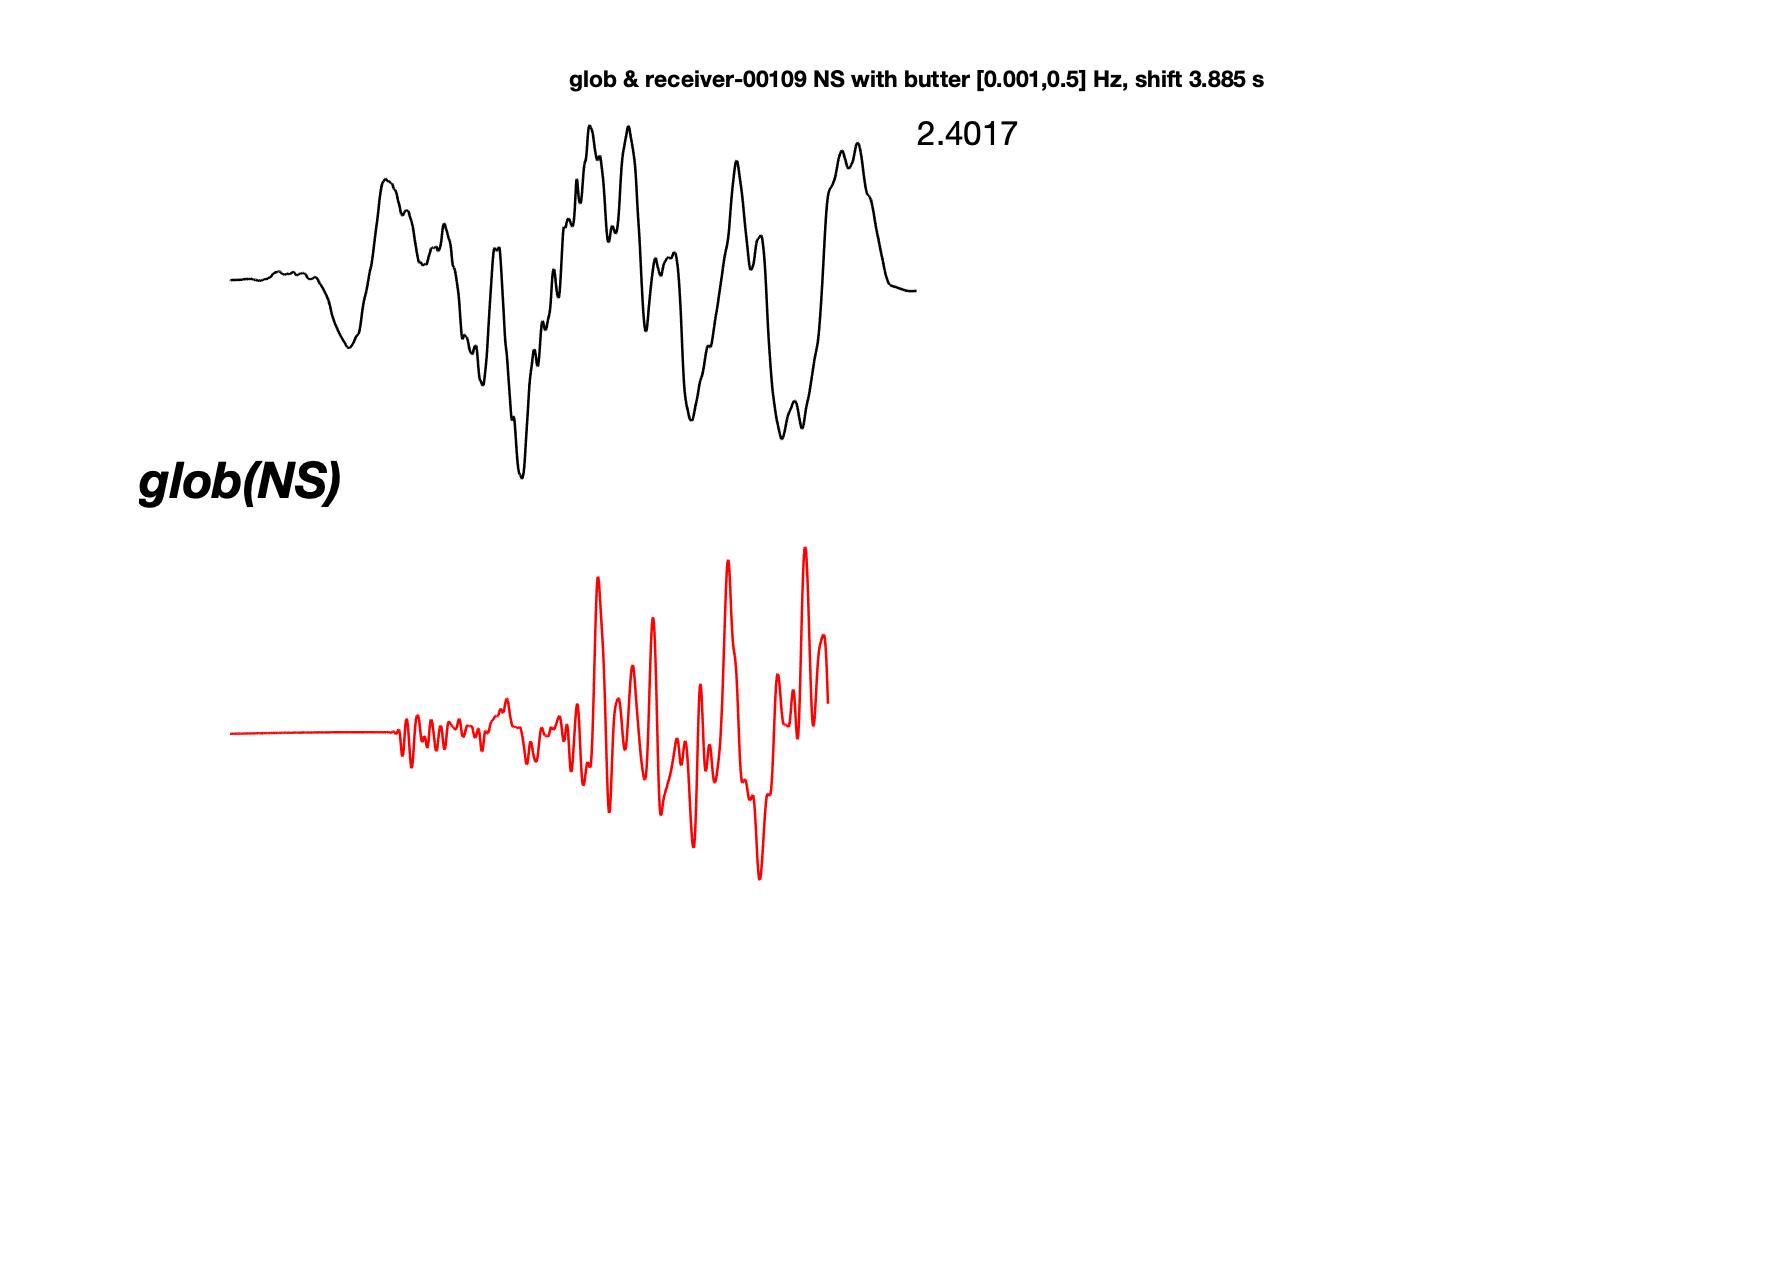 glob & receiver-00109 NS with butter [0.001,0.5] Hz, shift 3.885 s
2.4017
glob(NS)